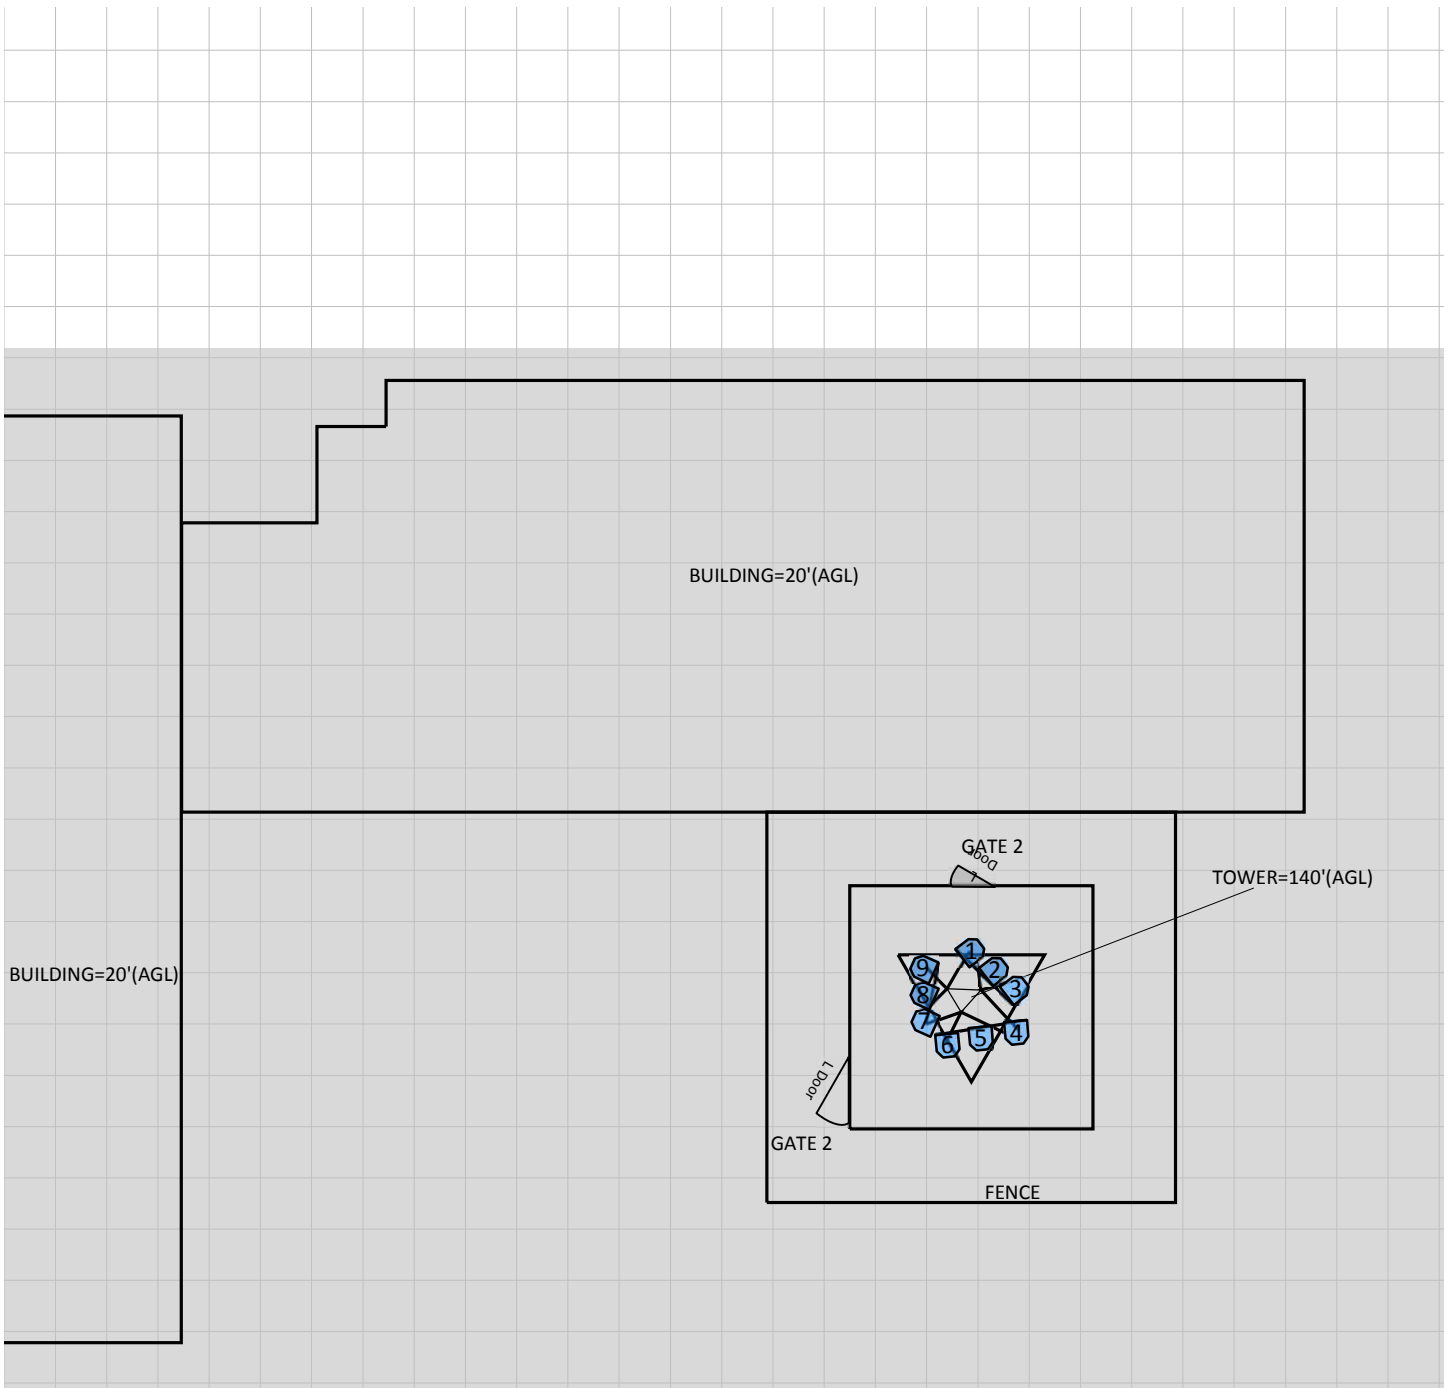 BUILDING=20'(AGL)
GATE 2
L Door
TOWER=140'(AGL)
1
2
3
4
5
6
7
8
9
BUILDING=20'(AGL)
L Door
GATE 2
FENCE